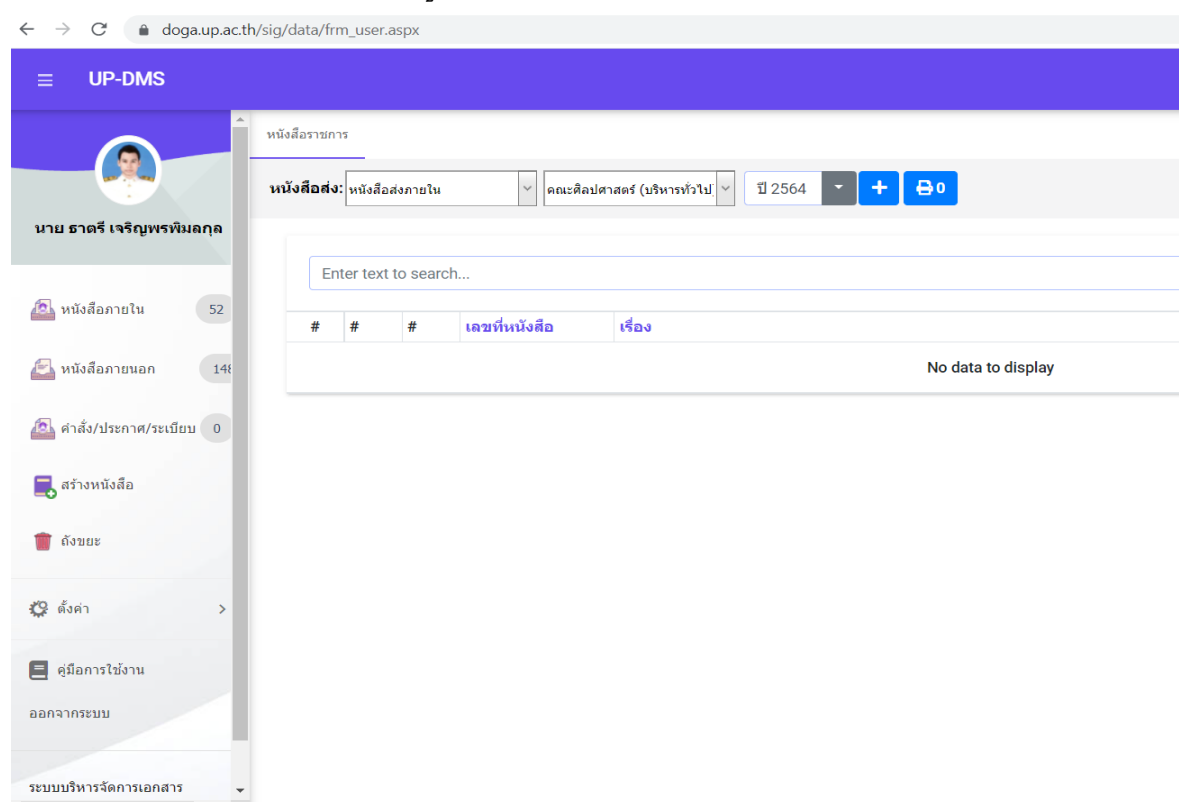 doga.up.ac.th/sig/data/frm_user.aspx
UP-DMS
นาย ธาตรี เจริญพรพิมลกุล
หนังสือภายใน 52
หนังสือภายนอก 148
คำสั่ง/ประกาศ/ระเบียบ 0
สร้างหนังสือ
ถังขยะ
ตั้งค่า
คู่มือการใช้งาน
ออกจากระบบ
ระบบบริหารจัดการเอกสาร
หนังสือราชการ
หนังสือส่ง: หนังสือส่งภายใน คณะศิลปศาสตร์ (บริหารทั่วไป) ปี 2564 + 0
Enter text to search...
# # # เลขที่หนังสือ เรื่อง
No data to display